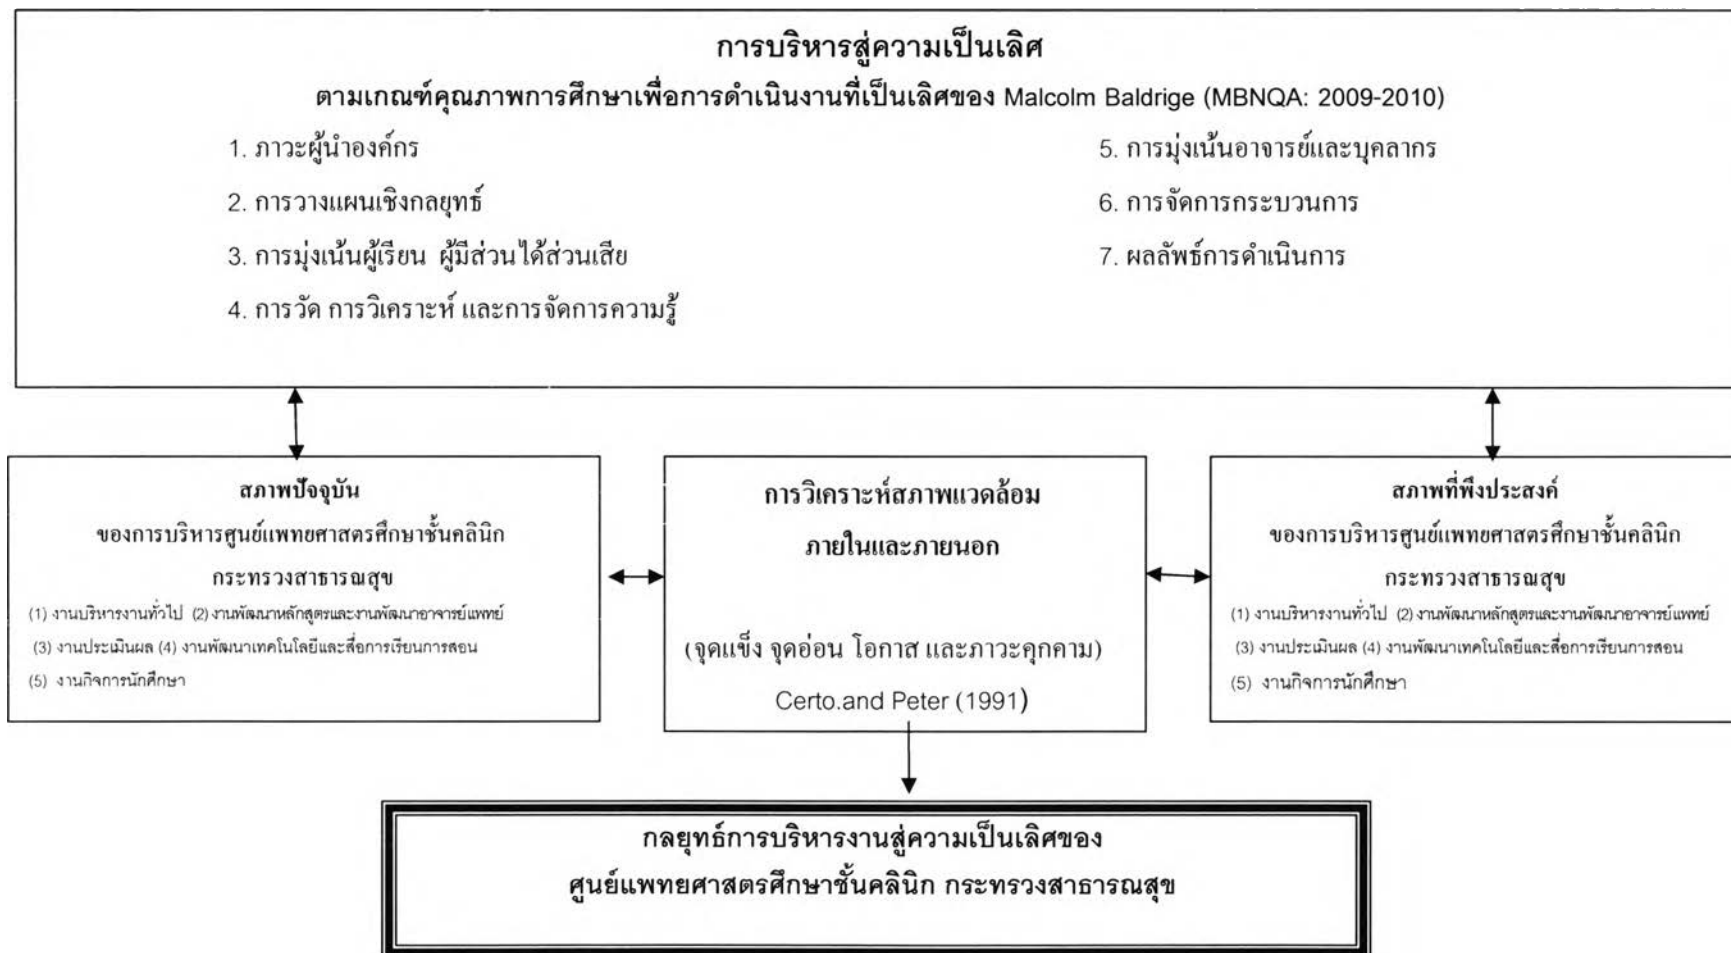 การบริหารสู่ความเป็นเลิศ
ตามเกณฑ์คุณภาพการศึกษาเพื่อการดำเนินงานที่เป็นเลิศของ Malcolm Baldrige (MBNQA: 2009-2010)
1. ภาวะผู้นำองค์กร
2. การวางแผนเชิงกลยุทธ์
3. การมุ่งเน้นผู้เรียน ผู้มีส่วนได้ส่วนเสีย
4. การวัด การวิเคราะห์ และการจัดการความรู้
5. การมุ่งเน้นอาจารย์และบุคลากร
6. การจัดการกระบวนการ
7. ผลลัพธ์การดำเนินการ
สภาพปัจจุบัน
ของการบริหารศูนย์แพทยศาสตรศึกษาชั้นคลินิก
กระทรวงสาธารณสุข
(1) งานบริหารงานทั่วไป (2) งานพัฒนาหลักสูตรและงานพัฒนาอาจารย์แพทย์
(3) งานประเมินผล (4) งานพัฒนาเทคโนโลยีและสื่อการเรียนการสอน
(5) งานกิจการนักศึกษา
การวิเคราะห์สภาพแวดล้อม
ภายในและภายนอก
(จุดแข็ง จุดอ่อน โอกาส และภาวะคุกคาม)
Certo.and Peter (1991)
สภาพที่พึงประสงค์
ของการบริหารศูนย์แพทยศาสตรศึกษาชั้นคลินิก
กระทรวงสาธารณสุข
(1) งานบริหารงานทั่วไป (2) งานพัฒนาหลักสูตรและงานพัฒนาอาจารย์แพทย์
(3) งานประเมินผล (4) งานพัฒนาเทคโนโลยีและสื่อการเรียนการสอน
(5) งานกิจการนักศึกษา
กลยุทธ์การบริหารงานสู่ความเป็นเลิศของ
ศูนย์แพทยศาสตรศึกษาชั้นคลินิก กระทรวงสาธารณสุข